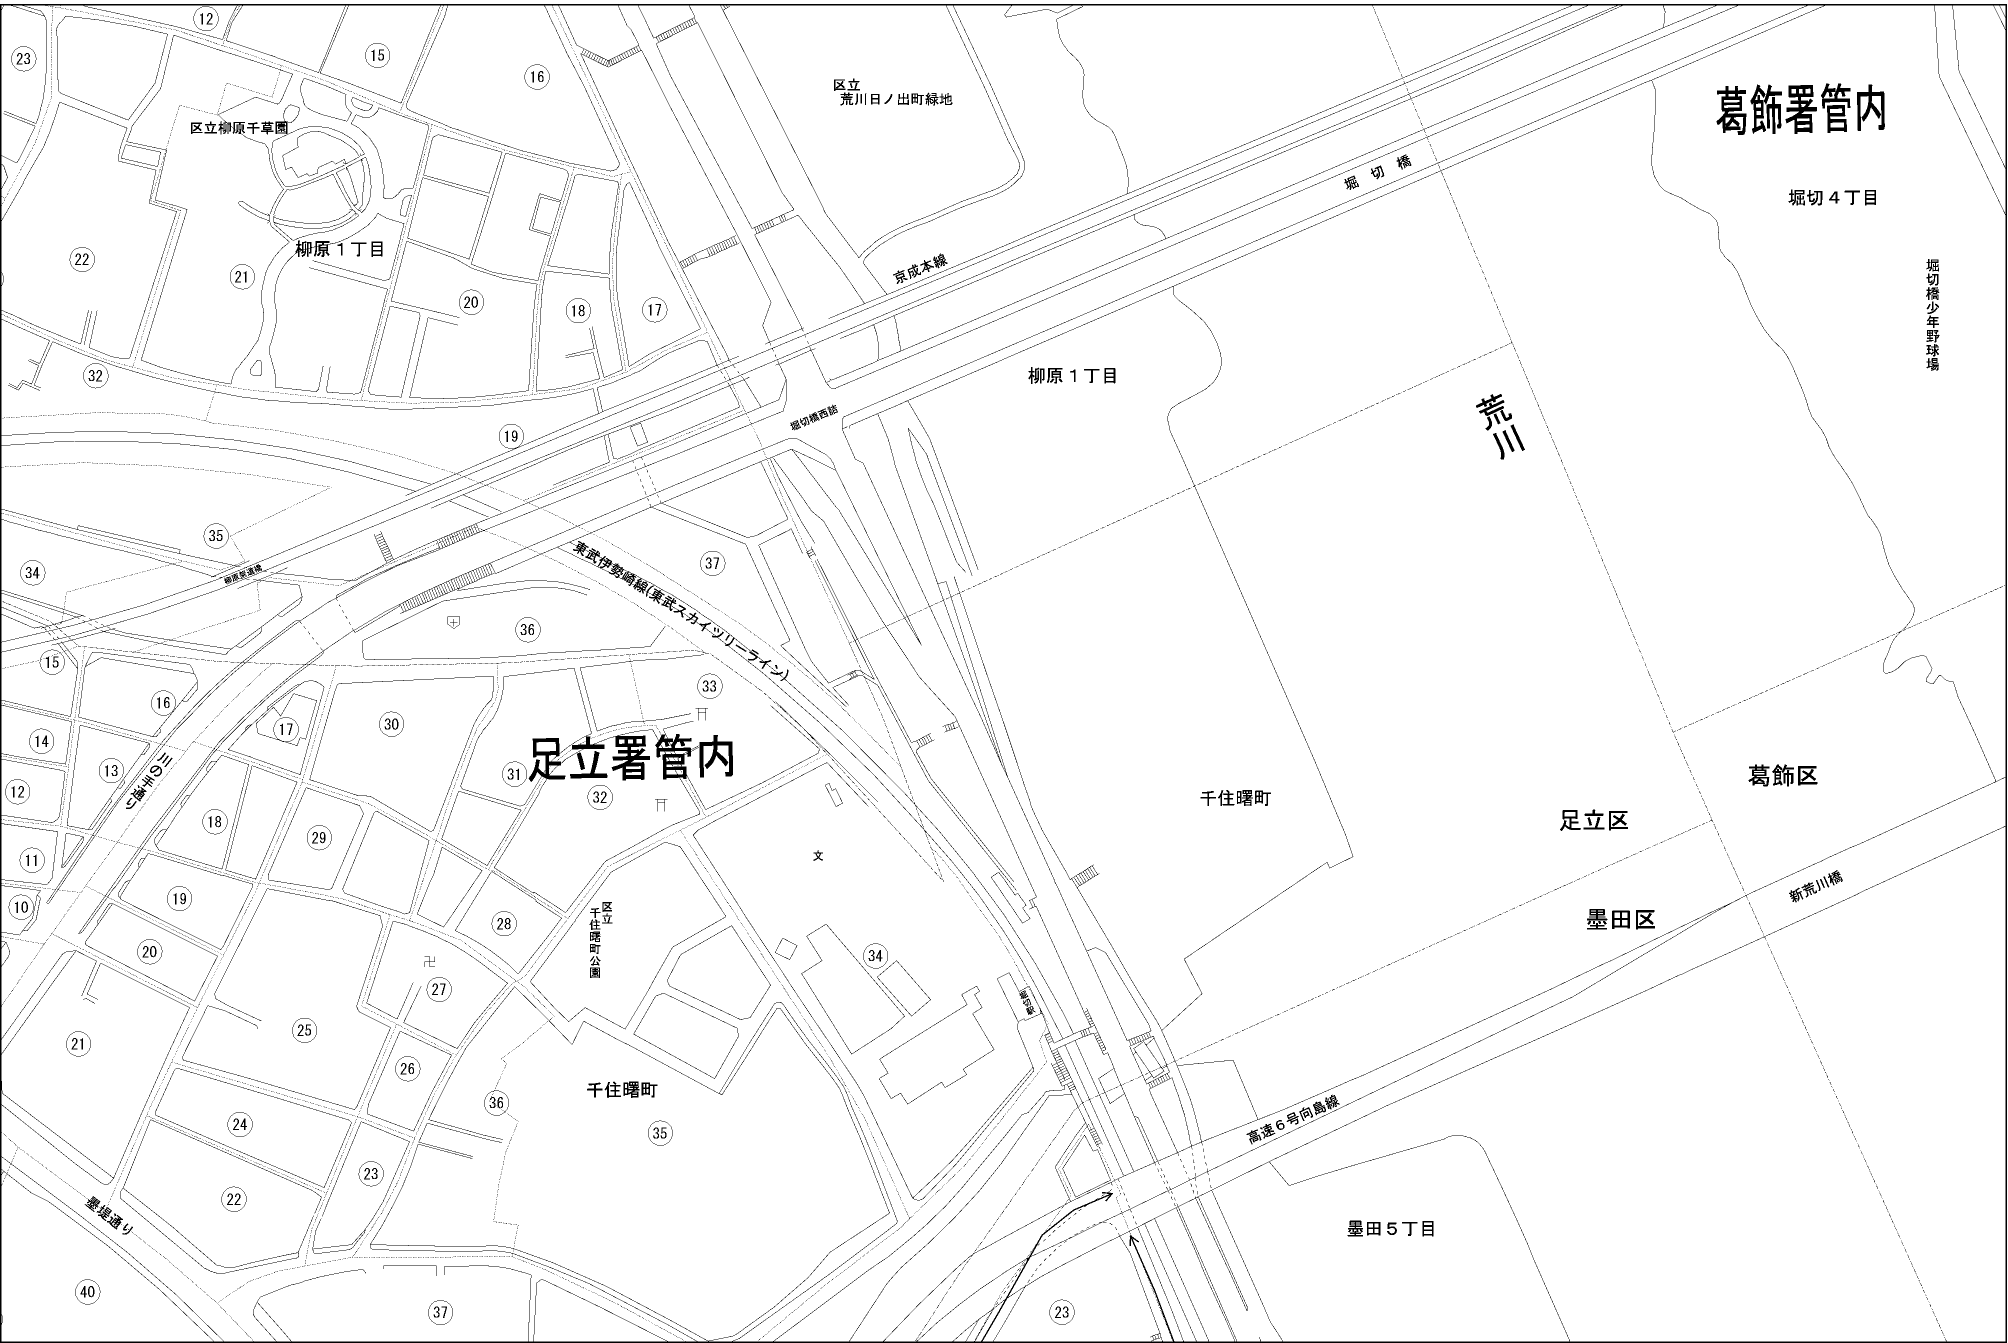 12
15
16
23
区立
荒川日ノ出町緑地
葛飾署管内
区立柳原千草園
堀切橋
堀切４丁目
柳原１丁目
22
21
20
18
17
京成本線
堀切橋少年野球場
32
柳原１丁目
堀切橋西詰
荒川
19
35
34
37
東武伊勢崎線(東武スカイツリーライン)
36
15
16
33
17
30
14
13
川の手通り
31
足立署管内
32
12
18
29
千住曙町
葛飾区
足立区
11
文
10
19
28
区立
千住曙町公園
新荒川橋
墨田区
20
34
27
堀切駅
21
25
26
千住曙町
36
24
35
高速６号向島線
23
22
墨堤通り
墨田５丁目
40
37
23